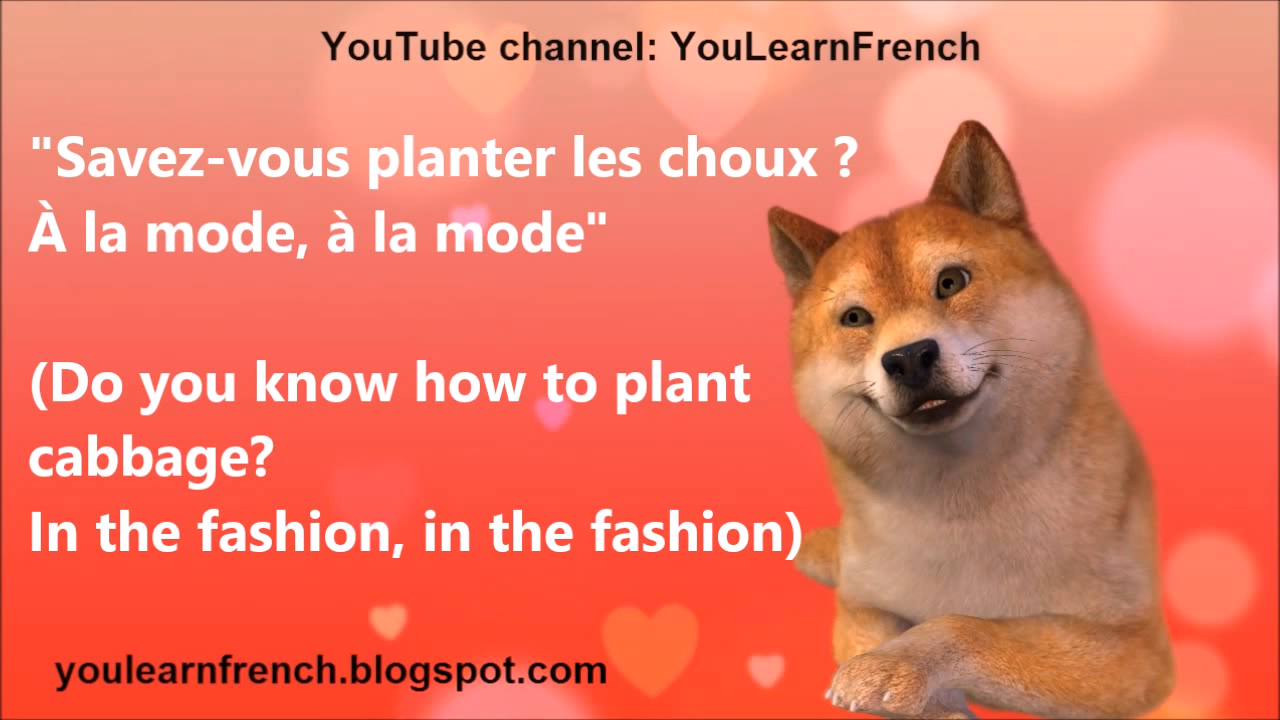 YouTube channel: YouLearnFrench
"Savez-vous planter les choux ?
À la mode, à la mode"
(Do you know how to plant
cabbage?
In the fashion, in the fashion)
youlearnfrench.blogspot.com